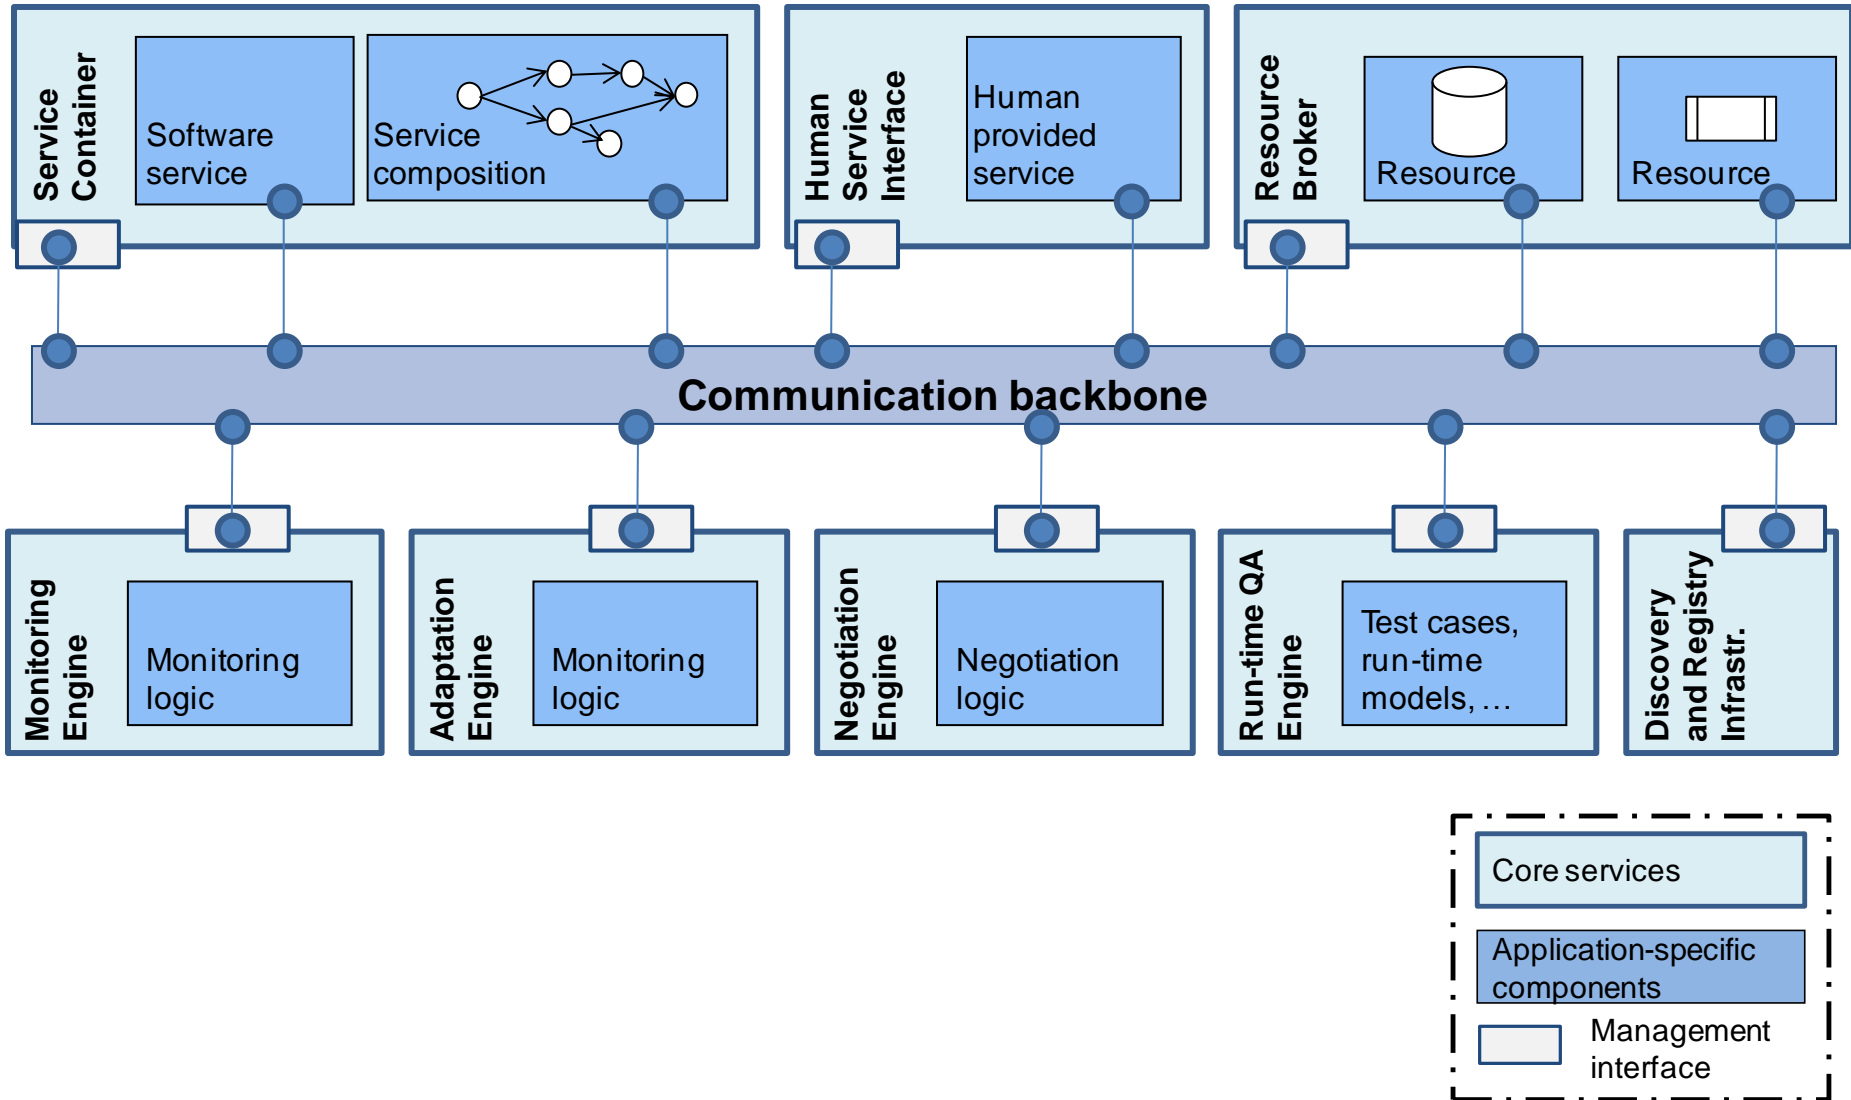 Service
Container
Software
service
Service
composition
Human
Service
Interface
Human
provided
service
Resource
Broker
Resource
Resource
Communication backbone
Monitoring
Engine
Monitoring
logic
Adaptation
Engine
Monitoring
logic
Negotiation
Engine
Negotiation
logic
Run-time QA
Engine
Test cases,
run-time
models, …
Discovery
and Registry
Infrastr.
Core services
Application-specific
components
Management
interface